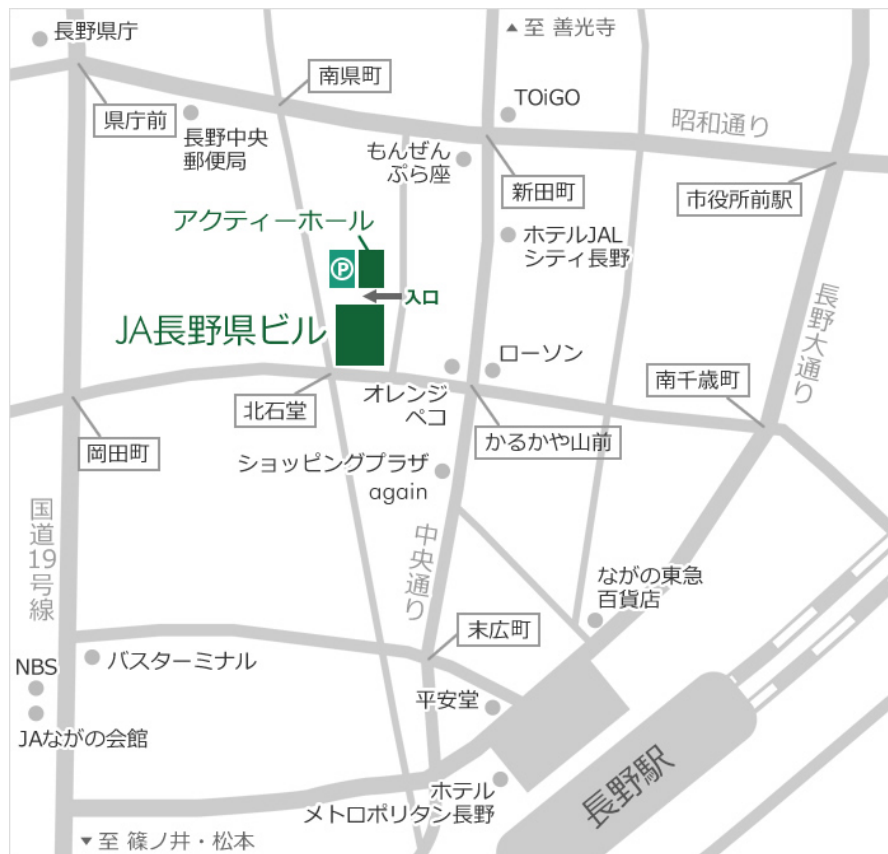 長野県庁
▲至 善光寺
南県町
TOiGO
県庁前
昭和通り
長野中央
郵便局
もんぜん
ぷら座
新田町
市役所前駅
アクティーホール
ホテルJAL
シティ長野
P
入口
長野大通り
JA長野県ビル
ローソン
南千歳町
北石堂
オレンジ
ペコ
かるかや山前
岡田町
ショッピングプラザ
again
国道19号線
中央通り
ながの東急
百貨店
末広町
バスターミナル
NBS
平安堂
JAながの会館
長野駅
ホテル
メトロポリタン長野
▼至 篠ノ井・松本